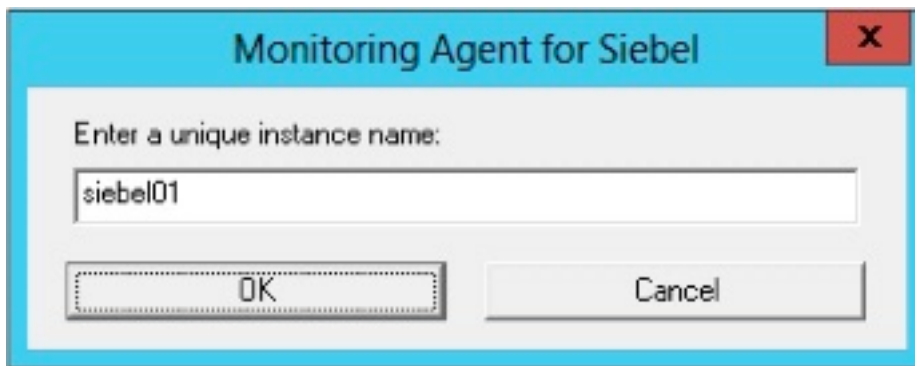 Monitoring Agent for Siebel
x
Enter a unique instance name:
siebel01
OK
Cancel